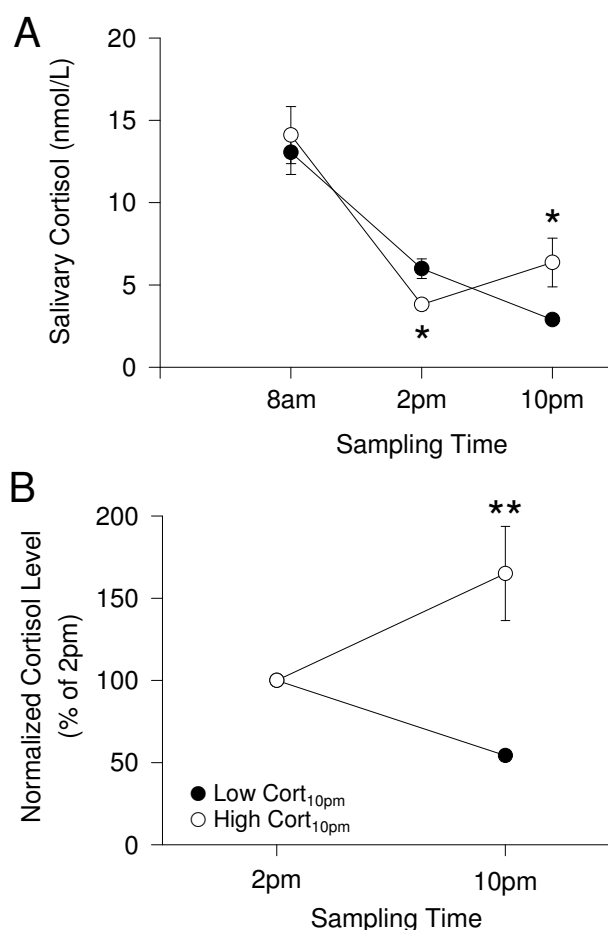 A
Salivary Cortisol (nmol/L)
20
15
10
5
0
*
*
8am
2pm
10pm
Sampling Time
B
Normalized Cortisol Level
(% of 2pm)
200
150
100
50
0
**
Low Cort10pm
High Cort10pm
2pm
10pm
Sampling Time